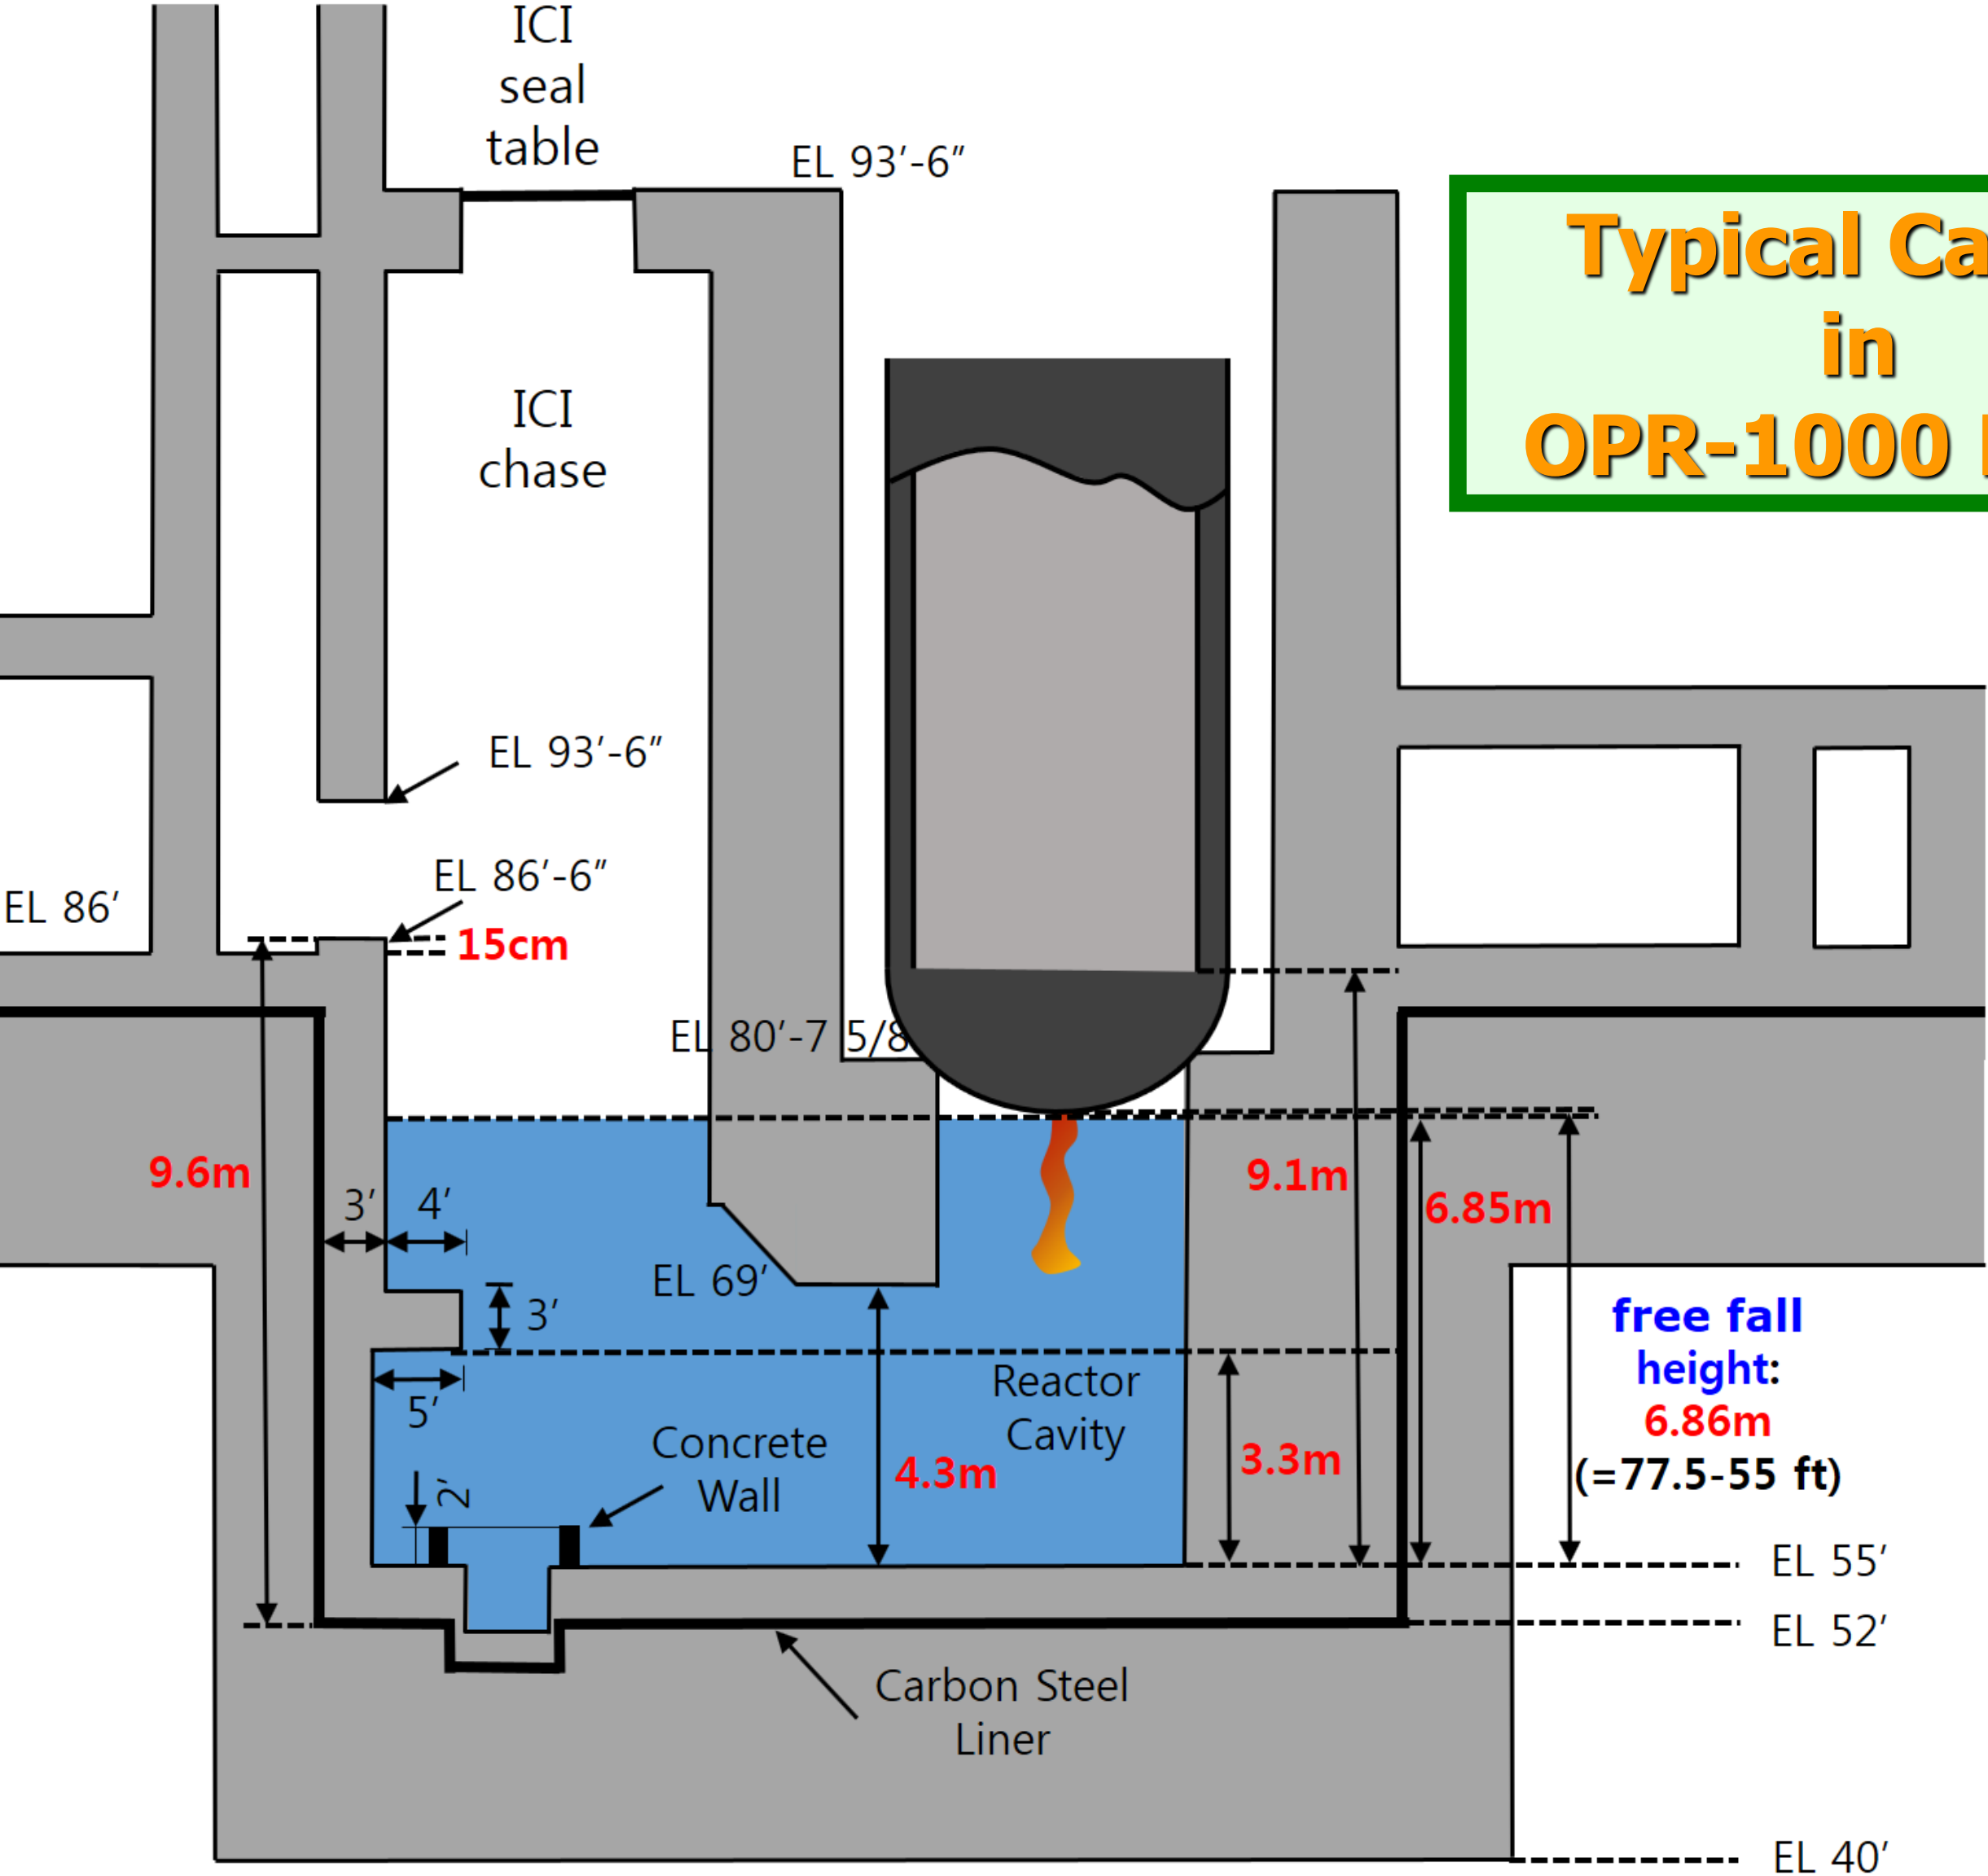 ICI
seal
table
EL 93′-6″
Typical Ca
in
OPR-1000
ICI
chase
EL 93′-6″
EL 86′-6″
EL 86′
15cm
EL 80′-7 5/8
9.6m
3′
4′
9.1m
6.85m
EL 69′
3′
free fall
height:
6.86m
(=77.5-55 ft)
5′
Reactor
Cavity
Concrete
Wall
2′
4.3m
3.3m
EL 55′
EL 52′
Carbon Steel
Liner
EL 40′